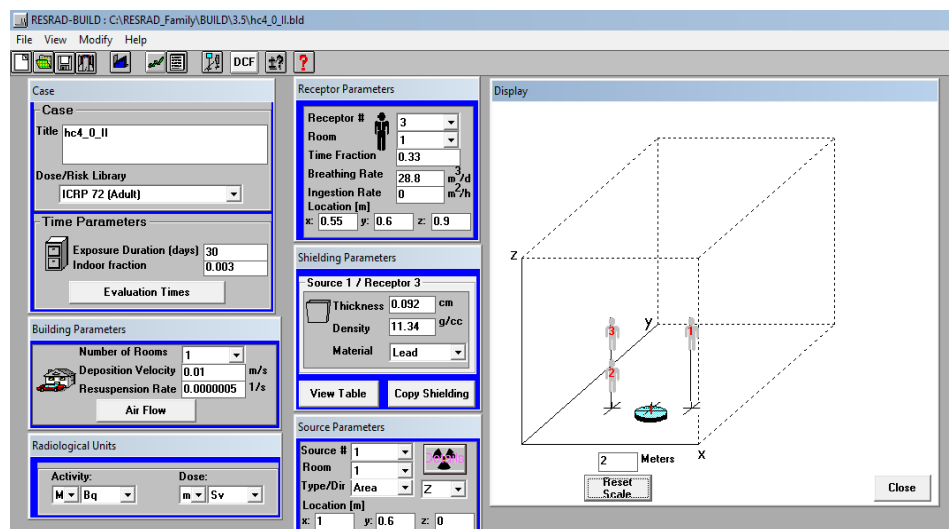 RESRAD-BUILD : C:\RESRAD_Family\BUILD\3.5\hc4_0_II.bld
File View Modify Help
DCF ±? ?
Case
Case
Title hc4_0_II
Dose/Risk Library
ICRP 72 (Adult)
Time Parameters
Exposure Duration (days) 30
Indoor fraction 0.003
Evaluation Times
Building Parameters
Number of Rooms 1
Deposition Velocity 0.01 m/s
Resuspension Rate 0.0000005 1/s
Air Flow
Radiological Units
Activity: Dose:
M Bq m Sv
Receptor Parameters
Receptor # 3
Room 1
Time Fraction 0.33
Breathing Rate 28.8 m3/d
Ingestion Rate 0 m2/h
Location [m]
x: 0.55 y: 0.6 z: 0.9
Shielding Parameters
Source 1 / Receptor 3
Thickness 0.092 cm
Density 11.34 g/cc
Material Lead
View Table Copy Shielding
Source Parameters
Source # 1
Details
Room 1
Type/Dir Area Z
Location [m]
x: 1 y: 0.6 z: 0
Display
z
y
3 1
2
1
x
2 Meters
Reset
Scale
Close